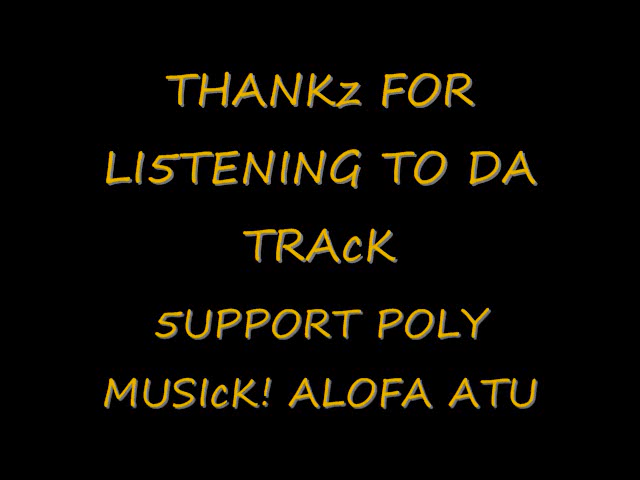 THANKz FOR
LI5TENING TO DA
TRAcK
5UPPORT POLY
MUSIcK! ALOFA ATU